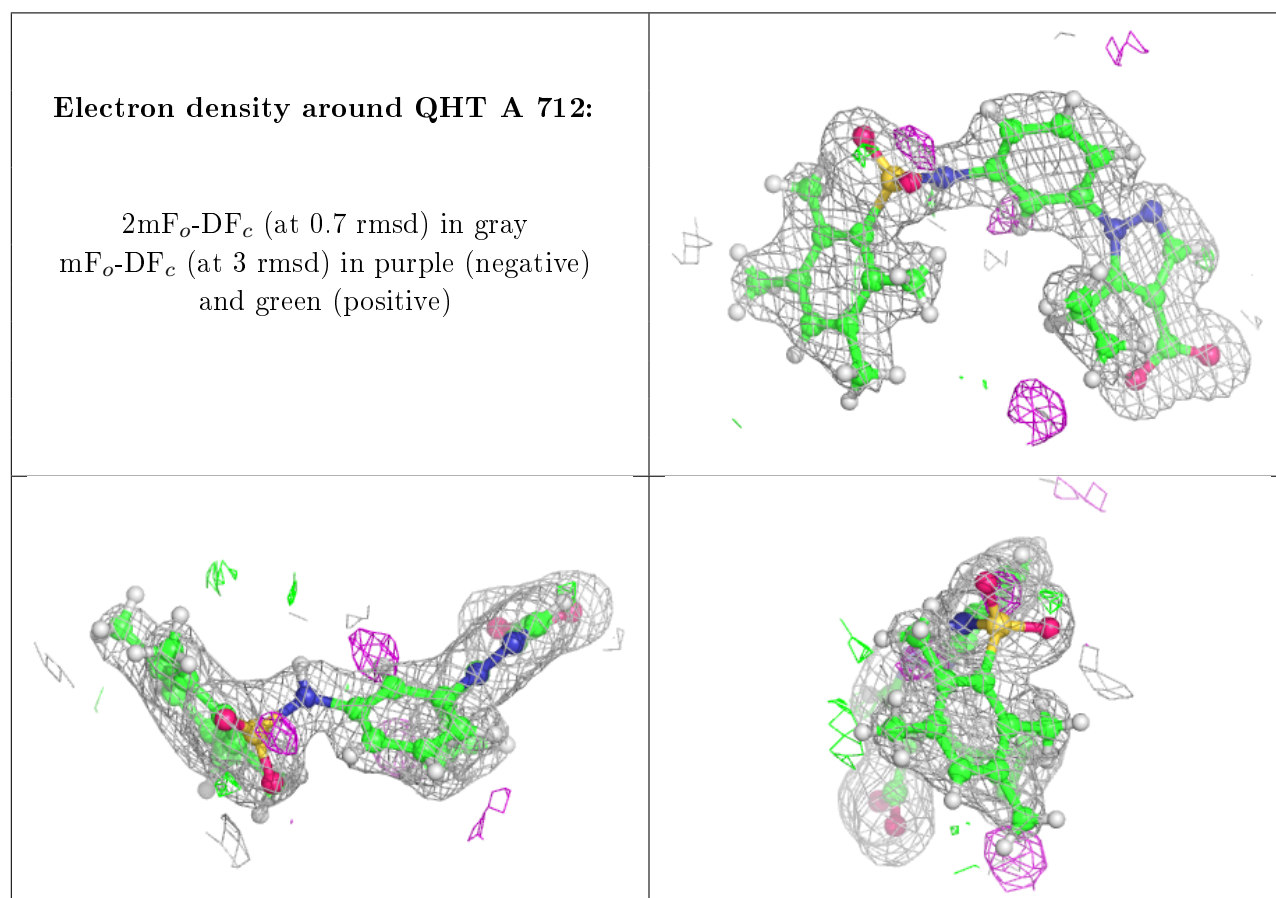 Electron density around QHT A 712:
2mFo-DFc (at 0.7 rmsd) in gray
mFo-DFc (at 3 rmsd) in purple (negative)
and green (positive)